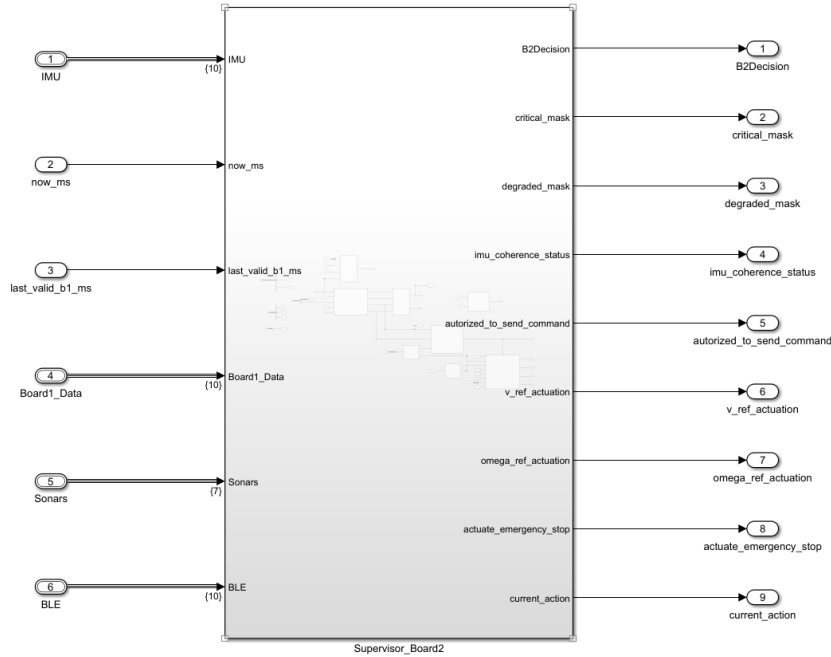 1
IMU
{10}
IMU
2
now_ms
now_ms
3
last_valid_b1_ms
last_valid_b1_ms
4
Board1_Data
{10}
Board1_Data
5
Sonars
{7}
Sonars
6
BLE
{10}
BLE
B2Decision
1
B2Decision
critical_mask
2
critical_mask
degraded_mask
3
degraded_mask
imu_coherence_status
4
imu_coherence_status
autorized_to_send_command
5
autorized_to_send_command
v_ref_actuation
6
v_ref_actuation
omega_ref_actuation
7
omega_ref_actuation
actuate_emergency_stop
8
actuate_emergency_stop
current_action
9
current_action
Supervisor_Board2